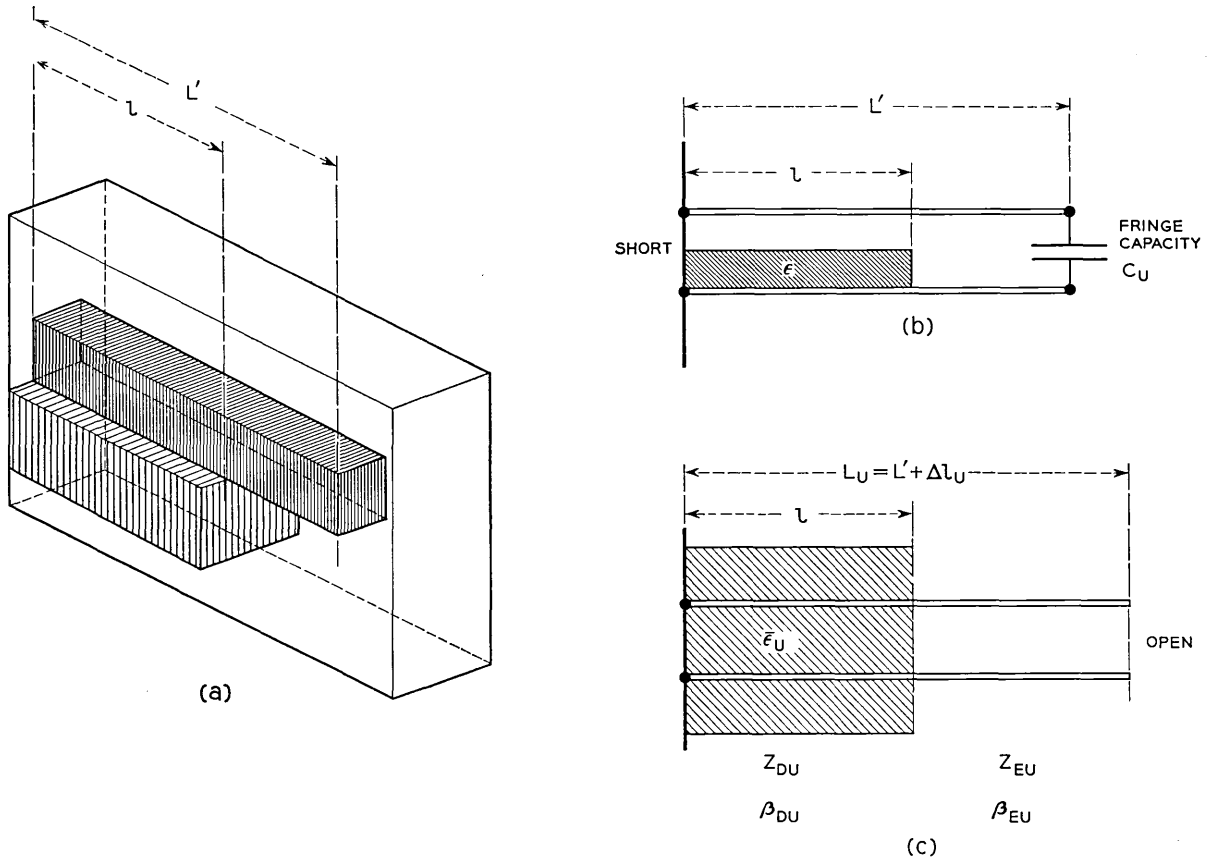 L'
l
(a)
L'
l
SHORT
ϵ
FRINGE
CAPACITY
C_U
(b)
L_U = L' + Δl_U
l
ϵ̄_U
OPEN
Z_DU
Z_EU
β_DU
β_EU
(c)